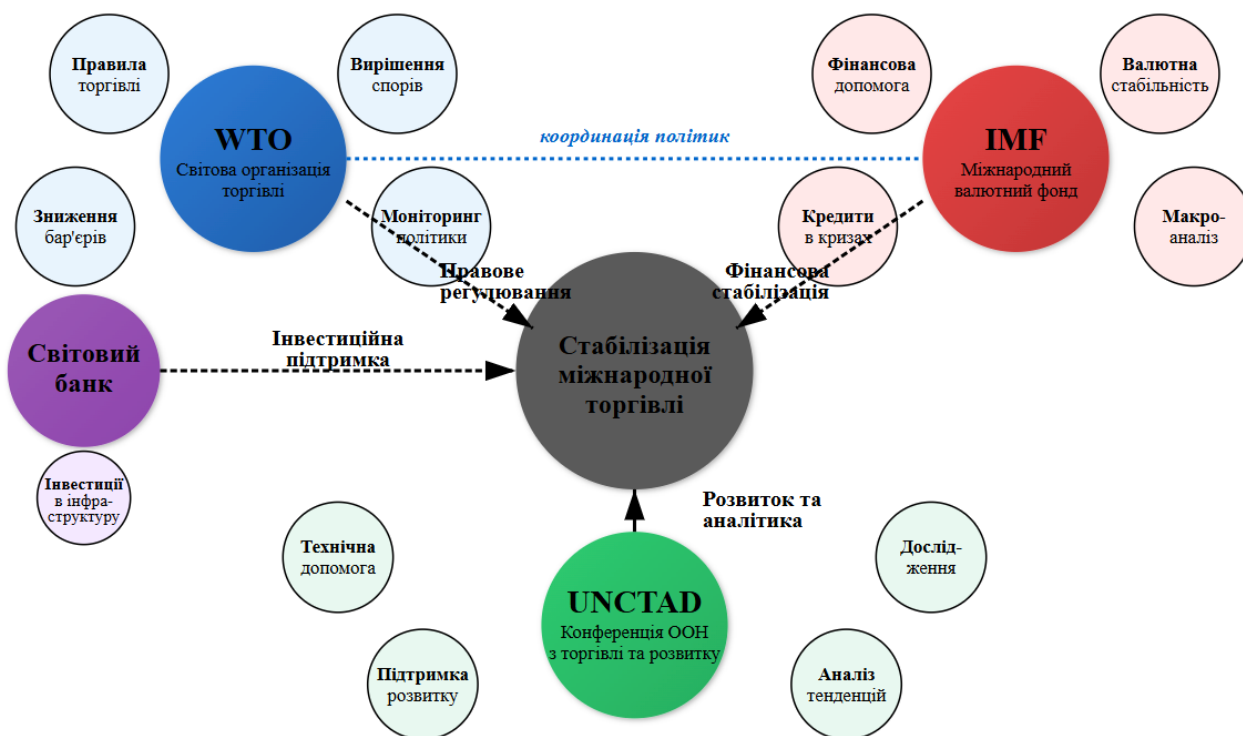 Правила
торгівлі
Вирішення
спорів
WTO
Світова організація
торгівлі
Зниження
бар'єрів
Моніторинг
політики
координація політик
Фінансова
допомога
Валютна
стабільність
IMF
Міжнародний
валютний фонд
Кредити
в кризах
Макро-
аналіз
Правове
регулювання
Фінансова
стабілізація
Світовий
банк
Інвестиційна
підтримка
Стабілізація
міжнародної
торгівлі
Інвестиції
в інфра-
структуру
Розвиток та
аналітика
Технічна
допомога
Дослід-
ження
UNCTAD
Конференція ООН
з торгівлі та розвитку
Підтримка
розвитку
Аналіз
тенденцій